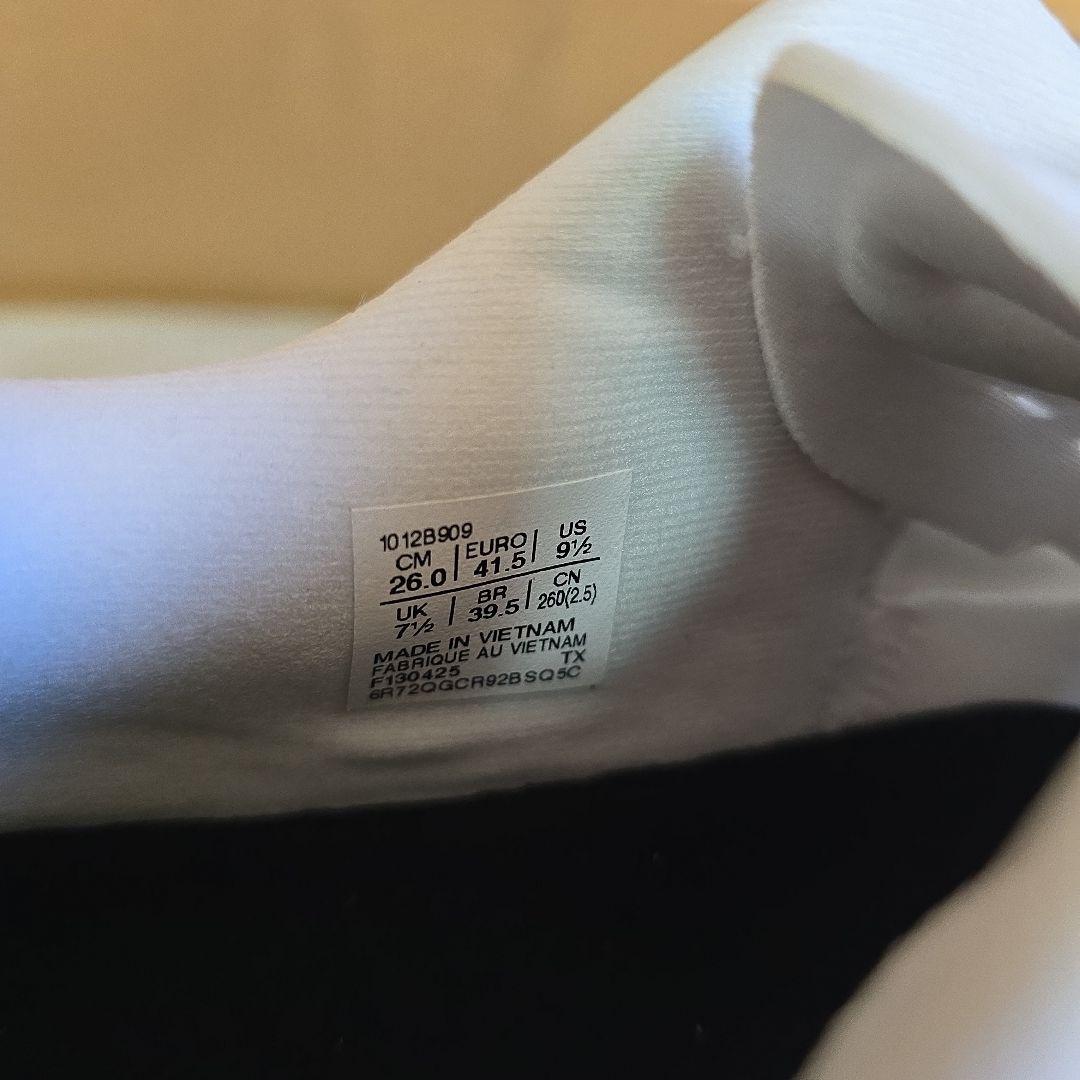 1012B909
CM | EURO | US
26.0 | 41.5 | 9½
UK | BR | CN
7½ | 39.5 | 260(2.5)
MADE IN VIETNAM
FABRIQUE AU VIETNAM
F130425 TX
6R72QGCR92BSQ5C